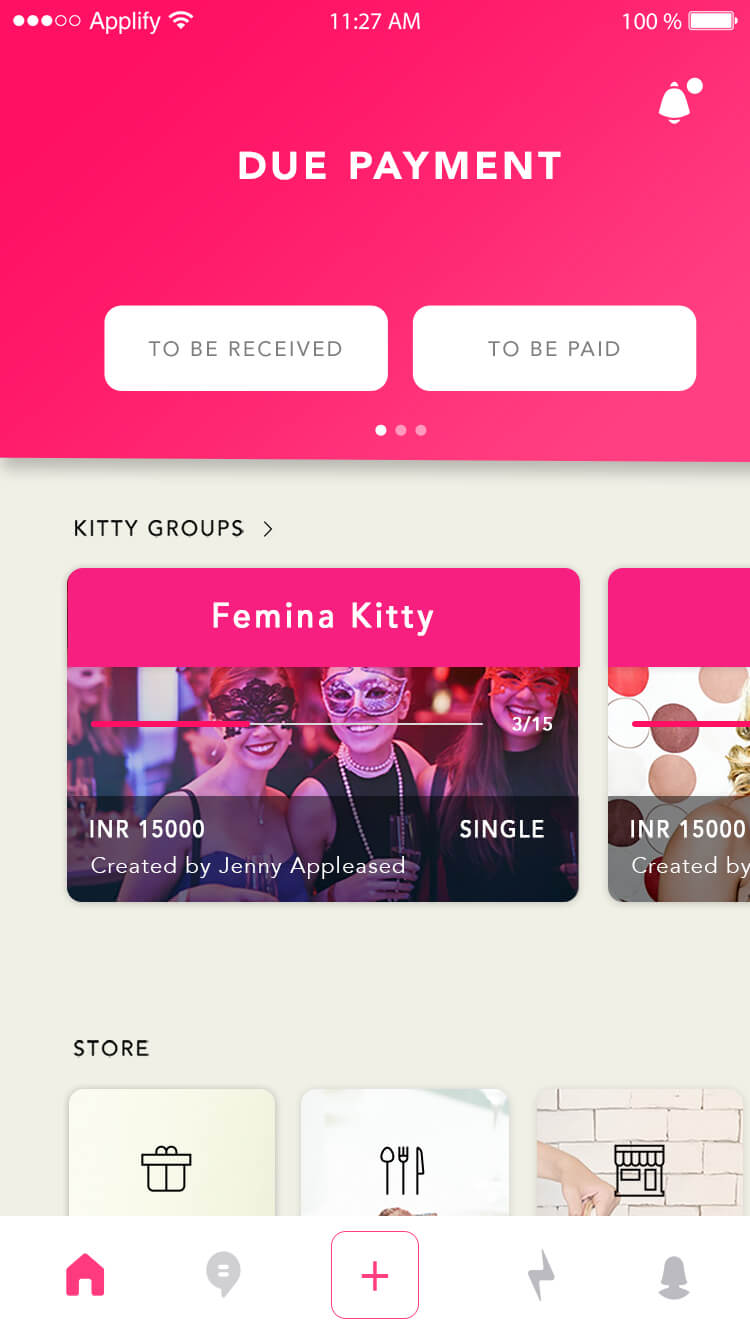 Applify 11:27 AM 100 %
DUE PAYMENT
TO BE RECEIVED TO BE PAID
KITTY GROUPS >
Femina Kitty
3/15
INR 15000 SINGLE INR 15000
Created by Jenny Appleased Created by
STORE